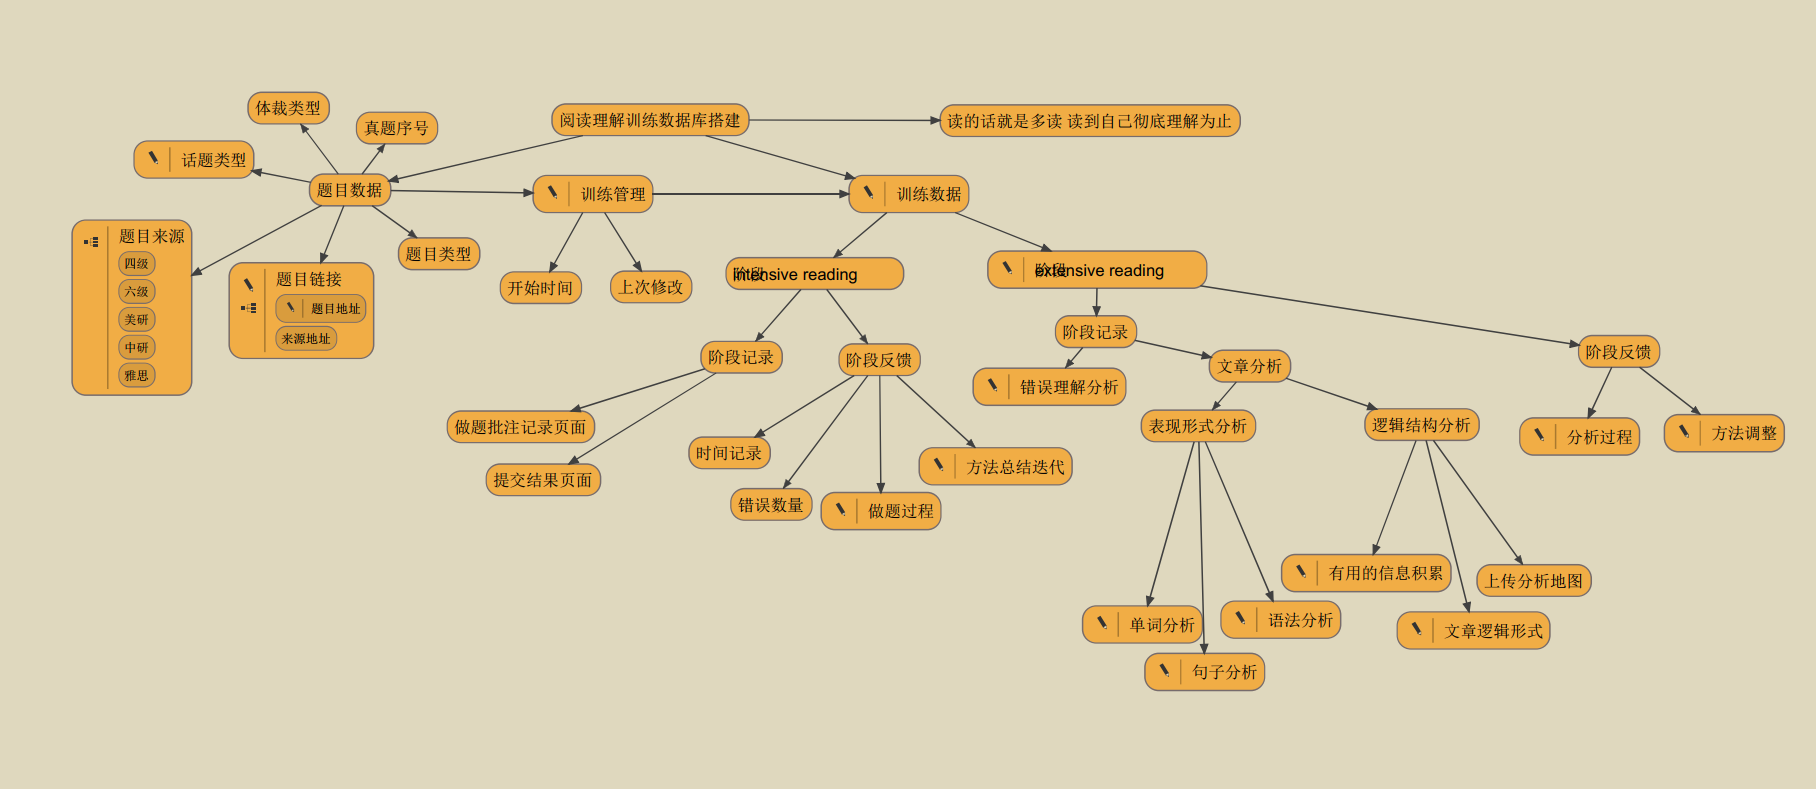 体裁类型
真题序号
话题类型
阅读理解训练数据库搭建
读的话就是多读 读到自己彻底理解为止
题目数据
训练管理
训练数据
题目来源
四级
六级
美研
中研
雅思
题目链接
题目地址
来源地址
题目类型
开始时间
上次修改
阶段
intensive reading
阶段
extensive reading
阶段记录
阶段反馈
阶段记录
错误理解分析
文章分析
阶段反馈
做题批注记录页面
提交结果页面
时间记录
错误数量
做题过程
方法总结迭代
表现形式分析
逻辑结构分析
分析过程
方法调整
有用的信息积累
上传分析地图
单词分析
语法分析
文章逻辑形式
句子分析